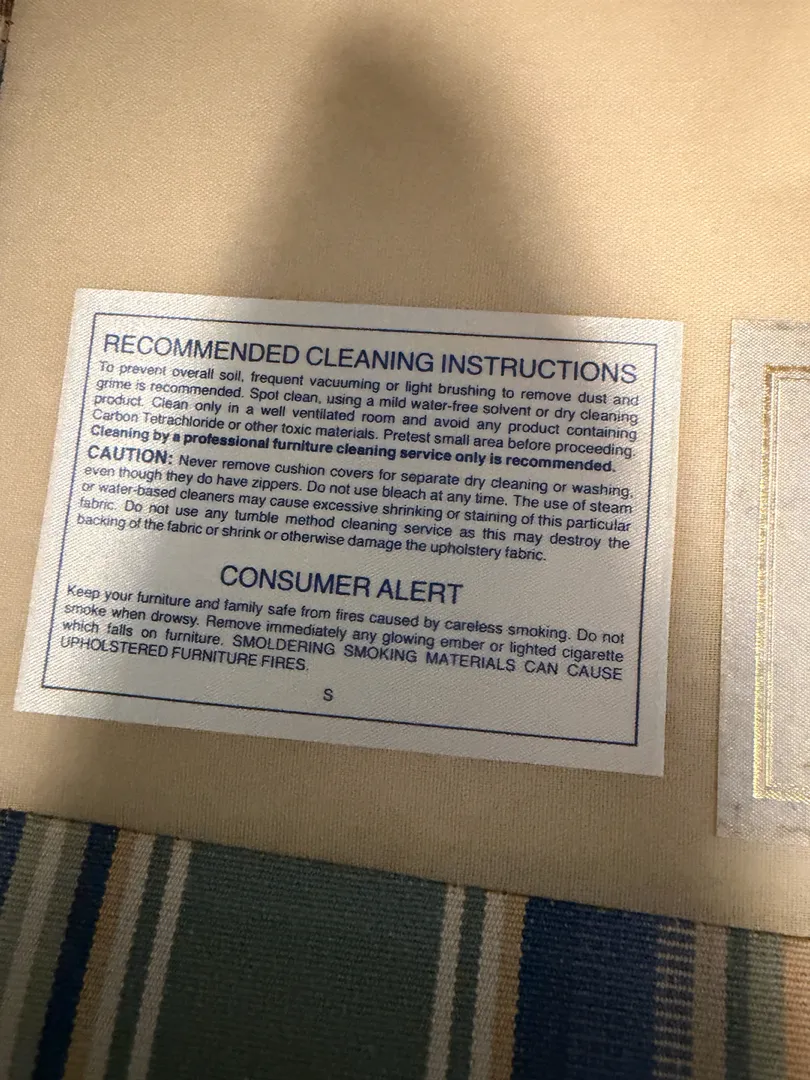 RECOMMENDED CLEANING INSTRUCTIONS
To prevent overall soil, frequent vacuuming or light brushing to remove dust and
grime is recommended. Spot clean, using a mild water-free solvent or dry cleaning
product. Clean only in a well ventilated room and avoid any product containing
Carbon Tetrachloride or other toxic materials. Pretest small area before proceeding.
Cleaning by a professional furniture cleaning service only is recommended.
CAUTION: Never remove cushion covers for separate dry cleaning or washing,
even though they do have zippers. Do not use bleach at any time. The use of steam
or water-based cleaners may cause excessive shrinking or staining of this particular
fabric. Do not use any tumble method cleaning service as this may destroy the
backing of the fabric or shrink or otherwise damage the upholstery fabric.
CONSUMER ALERT
Keep your furniture and family safe from fires caused by careless smoking. Do not
smoke when drowsy. Remove immediately any glowing ember or lighted cigarette
which falls on furniture. SMOLDERING SMOKING MATERIALS CAN CAUSE
UPHOLSTERED FURNITURE FIRES.
S